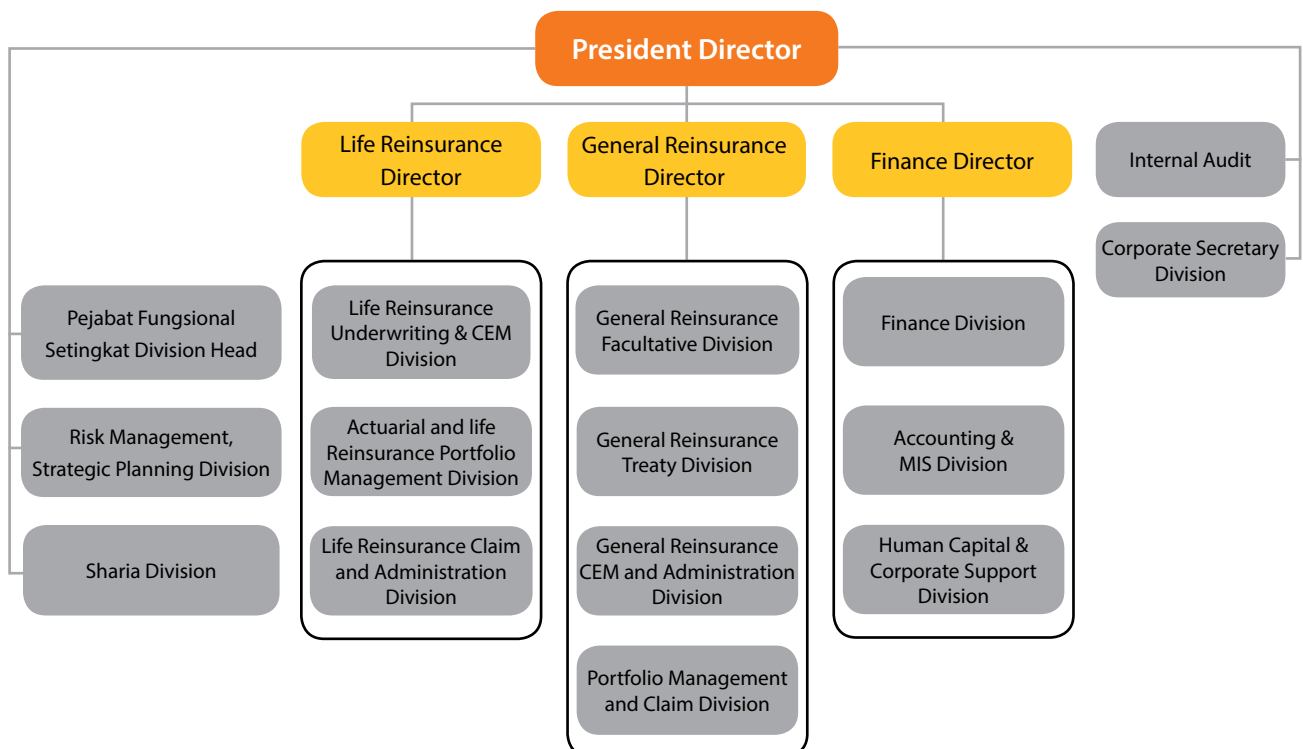 President Director
Life Reinsurance
Director
General Reinsurance
Director
Finance Director
Internal Audit
Corporate Secretary
Division
Pejabat Fungsional
Setingkat Division Head
Risk Management,
Strategic Planning Division
Sharia Division
Life Reinsurance
Underwriting & CEM
Division
Actuarial and life
Reinsurance Portfolio
Management Division
Life Reinsurance Claim
and Administration
Division
General Reinsurance
Facultative Division
General Reinsurance
Treaty Division
General Reinsurance
CEM and Administration
Division
Portfolio Management
and Claim Division
Finance Division
Accounting &
MIS Division
Human Capital &
Corporate Support
Division